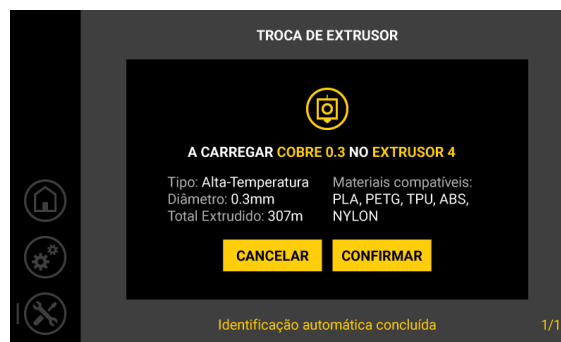 TROCA DE EXTRUSOR
A CARREGAR COBRE 0.3 NO EXTRUSOR 4
Tipo: Alta-Temperatura
Diâmetro: 0.3mm
Total Extrudido: 307m
Materiais compatíveis:
PLA, PETG, TPU, ABS,
NYLON
CANCELAR CONFIRMAR
Identificação automática concluída 1/1